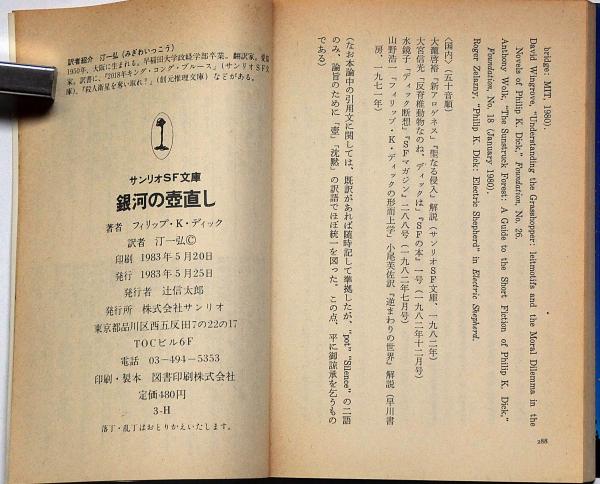 bridge: MIT. 1980).
David Wingrove, "Understanding the Grasshopper: leitmotifs and the Moral Dilemma in the
Novels of Philip K. Dick," Foundation, No. 26.
Anthony Wolk, "The Sunstruck Forest: A Guide to the Short Fiction of Philip K. Dick,"
Foundation, No. 18 (January 1980).
Roger Zelazny, "Philip K. Dick: Electric Shepherd" in Electric Shepherd.
〈国内〉(五十音順)
大瀧啓裕「新アログネス」『聖なる侵入』解説(サンリオSF文庫、一九八二年)
大宮信光「反脊椎動物なのね、ディックは」『SFの本』一号(一九八二年十二月号)
水鏡子「ディック断想」『SFマガジン』二八八号(一九八二年七月号)
山野浩一「フィリップ・K・ディックの形而上学」小尾芙佐訳『逆まわりの世界』解説(早川書
房、一九七一年)
(なお本論中の引用文に関しては、既訳があれば随時記して準拠したが、"pot" "Silence" の二語
のみ、論旨のために「壺」「沈黙」の訳語でほぼ統一を図った。この点、平に御諒承を乞うもの
である)
288
訳者紹介 汀一弘(みぎわいっこう)
1950年、大阪に生まれる。早稲田大学政経学部卒業。翻訳家。
家。訳書に、『2018年キング・コング・ブルース』(サンリオSF文
庫)、『殺人衛星を奪い取れ!』(創元推理文庫)などがある。
サンリオSF文庫
銀河の壺直し
著者 フィリップ・K・ディック
訳者 汀一弘©
印刷 1983年5月20日
発行 1983年5月25日
発行者 辻信太郎
発行所 株式会社サンリオ
東京都品川区西五反田7の22の17
TOCビル6F
電話 03-494-5353
印刷・製本 図書印刷株式会社
定価480円
3-H
落丁・乱丁はおとりかえいたします。